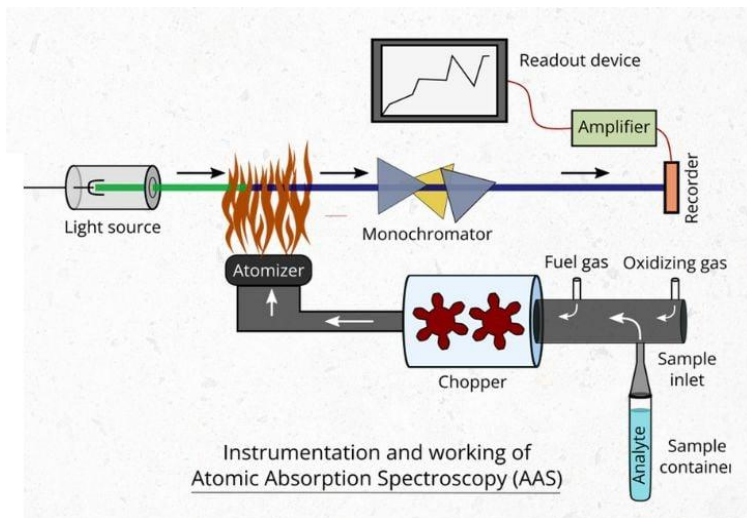 Readout device
Amplifier
Recorder
Light source
Monochromator
Atomizer
Fuel gas
Oxidizing gas
Chopper
Sample
inlet
Analyte
Sample
container
Instrumentation and working of
Atomic Absorption Spectroscopy (AAS)